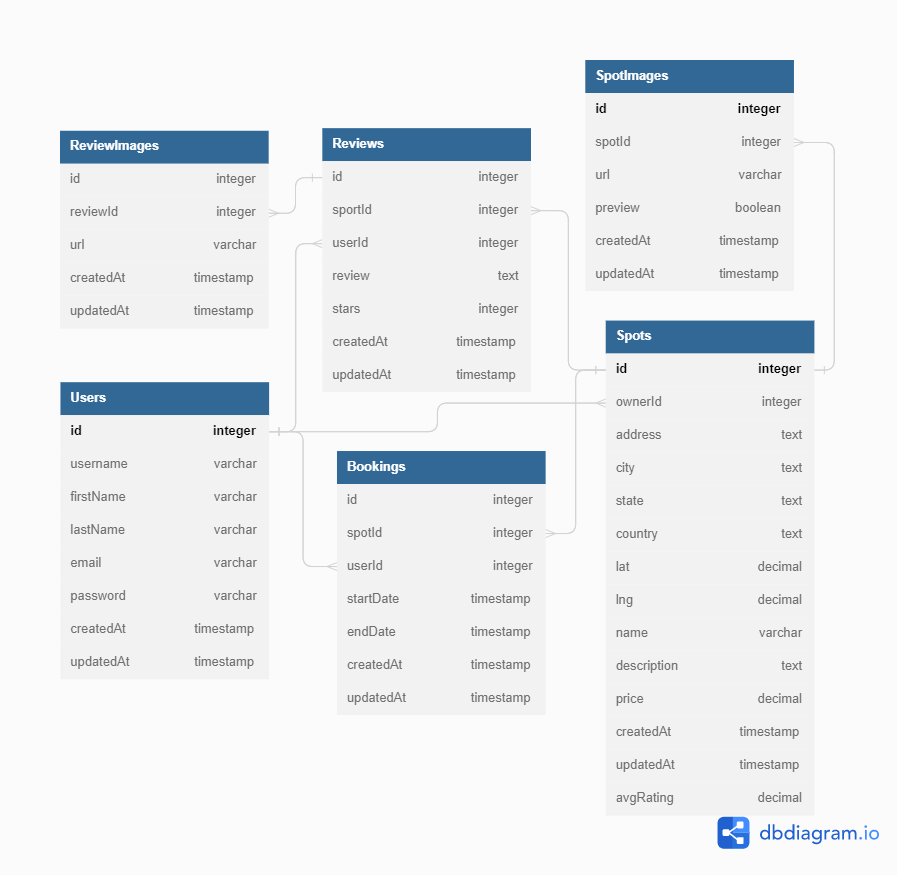 ReviewImages
id integer
reviewId integer
url varchar
createdAt timestamp
updatedAt timestamp
Reviews
id integer
sportId integer
userId integer
review text
stars integer
createdAt timestamp
updatedAt timestamp
SpotImages
id integer
spotId integer
url varchar
preview boolean
createdAt timestamp
updatedAt timestamp
Users
id integer
username varchar
firstName varchar
lastName varchar
email varchar
password varchar
createdAt timestamp
updatedAt timestamp
Bookings
id integer
spotId integer
userId integer
startDate timestamp
endDate timestamp
createdAt timestamp
updatedAt timestamp
Spots
id integer
ownerId integer
address text
city text
state text
country text
lat decimal
lng decimal
name varchar
description text
price decimal
createdAt timestamp
updatedAt timestamp
avgRating decimal
dbdiagram.io